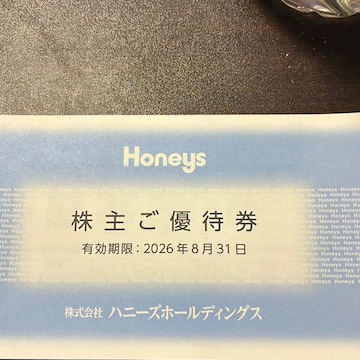 Honeys
株主ご優待券
有効期限：2026年8月31日
株式会社 ハニーズホールディングス